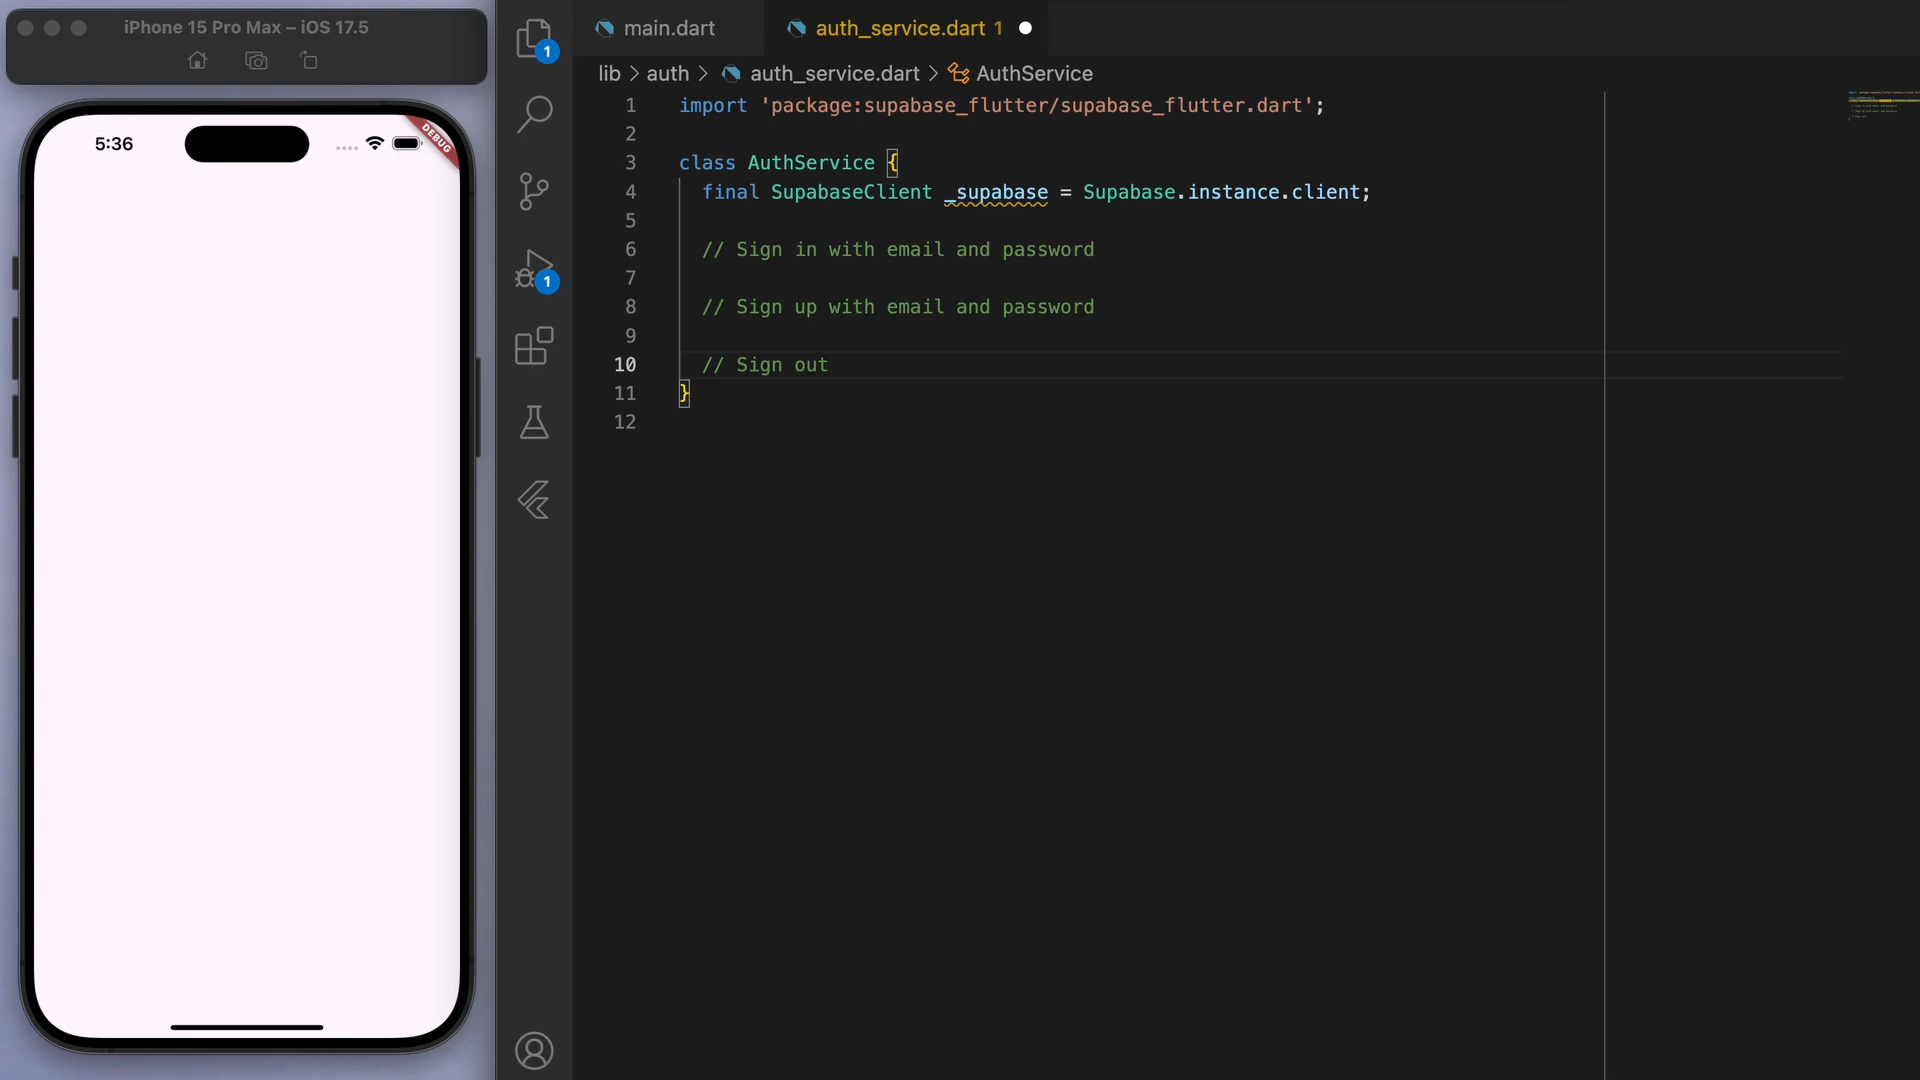 iPhone 15 Pro Max – iOS 17.5
5:36
DEBUG
1
1
main.dart
auth_service.dart 1
lib > auth > auth_service.dart > AuthService
1 import 'package:supabase_flutter/supabase_flutter.dart';
2
3 class AuthService {
4 final SupabaseClient _supabase = Supabase.instance.client;
5
6 // Sign in with email and password
7
8 // Sign up with email and password
9
10 // Sign out
11 }
12